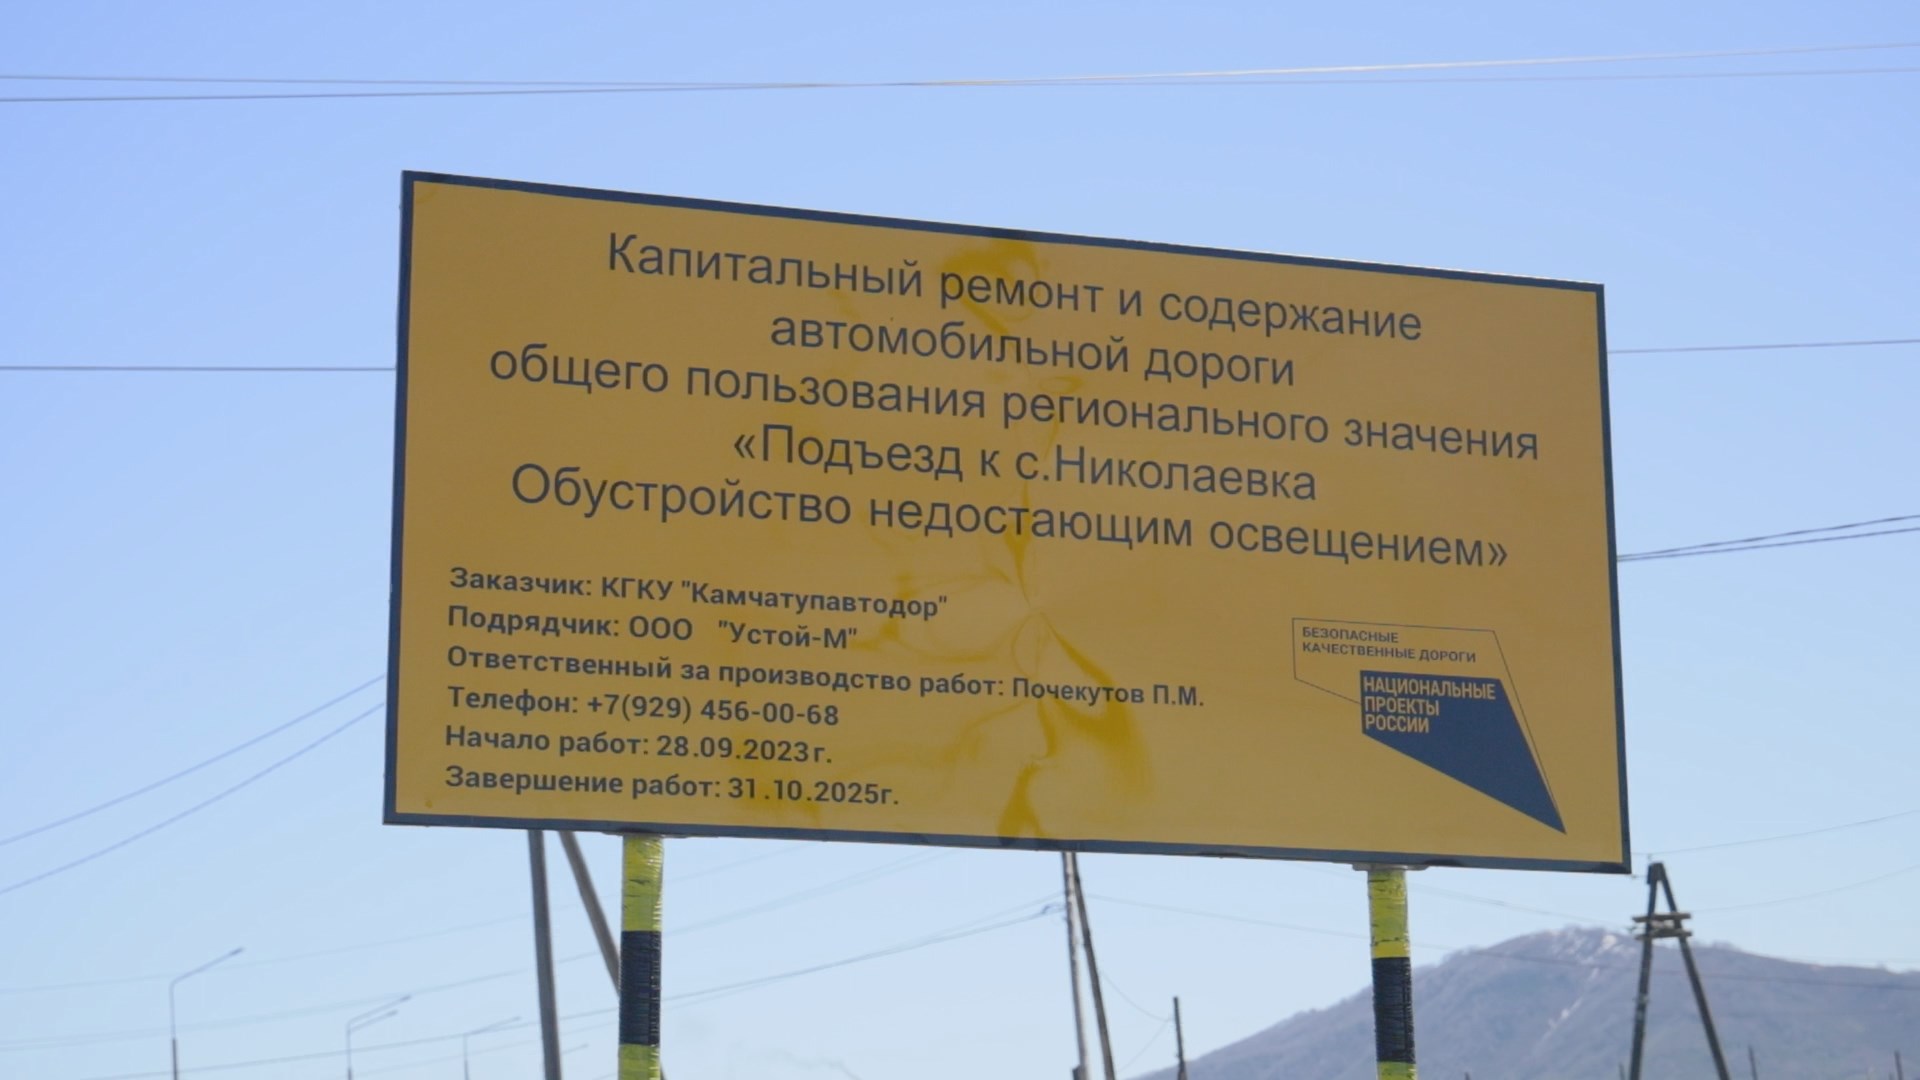 Капитальный ремонт и содержание
автомобильной дороги
общего пользования регионального значения
«Подъезд к с.Николаевка
Обустройство недостающим освещением»
Заказчик: КГКУ "Камчатупавтодор"
Подрядчик: ООО "Устой-М"
Ответственный за производство работ: Почекутов П.М.
Телефон: +7(929) 456-00-68
Начало работ: 28.09.2023г.
Завершение работ: 31.10.2025г.
БЕЗОПАСНЫЕ
КАЧЕСТВЕННЫЕ ДОРОГИ
НАЦИОНАЛЬНЫЕ
ПРОЕКТЫ
РОССИИ